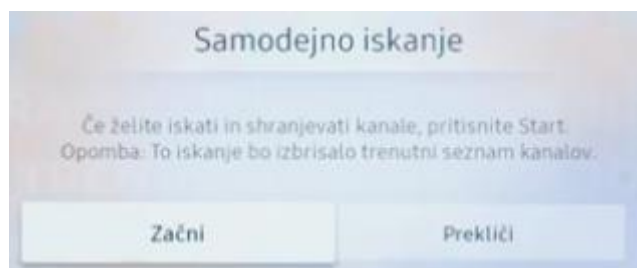 Samodejno iskanje
Če želite iskati in shranjevati kanale, pritisnite Start.
Opomba: To iskanje bo izbrisalo trenutni seznam kanalov.
Začni
Prekliči